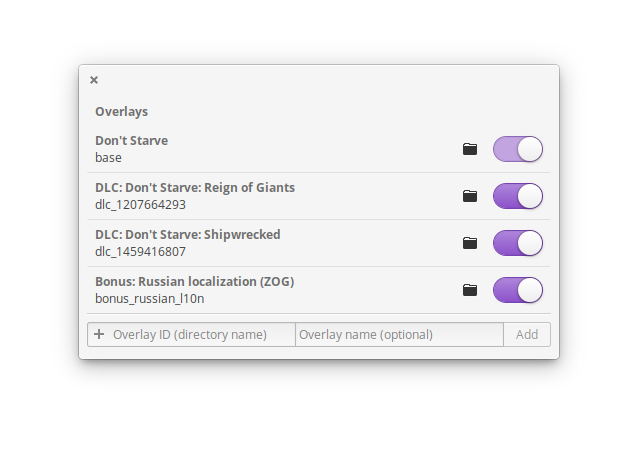 Overlays
Don't Starve
base
DLC: Don't Starve: Reign of Giants
dlc_1207664293
DLC: Don't Starve: Shipwrecked
dlc_1459416807
Bonus: Russian localization (ZOG)
bonus_russian_l10n
Overlay ID (directory name) Overlay name (optional) Add